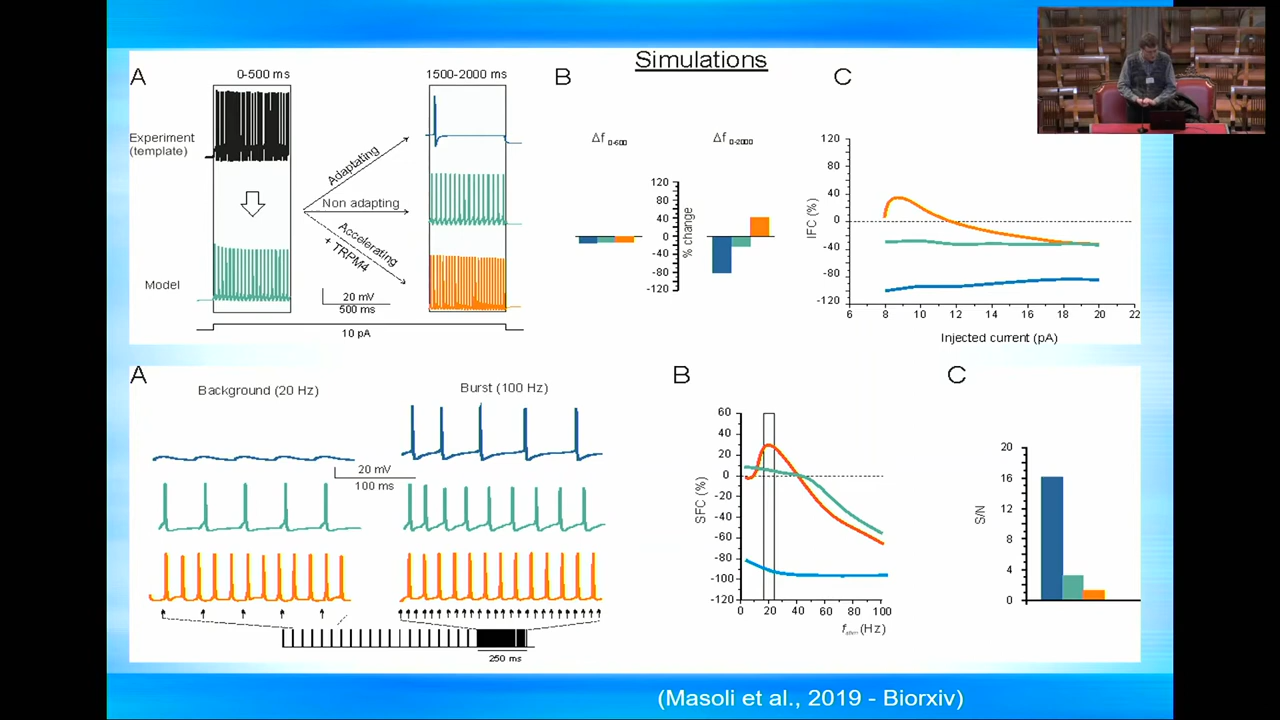 Simulations
A
0-500 ms
1500-2000 ms
Experiment
(template)
Adaptating
Non adapting
Accelerating
+ TRPM4
Model
20 mV
500 ms
10 pA
B
Δf 0-500
Δf 0-2000
120
80
40
0
-40
-80
-120
% change
C
120
80
40
0
-40
-80
-120
IFC (%)
6 8 10 12 14 16 18 20 22
Injected current (pA)
A
Background (20 Hz)
Burst (100 Hz)
20 mV
100 ms
250 ms
B
60
40
20
0
-20
-40
-60
-80
-100
-120
SFC (%)
0 20 40 60 80 100
f stim (Hz)
C
20
16
12
8
4
0
S/N
(Masoli et al., 2019 - Biorxiv)